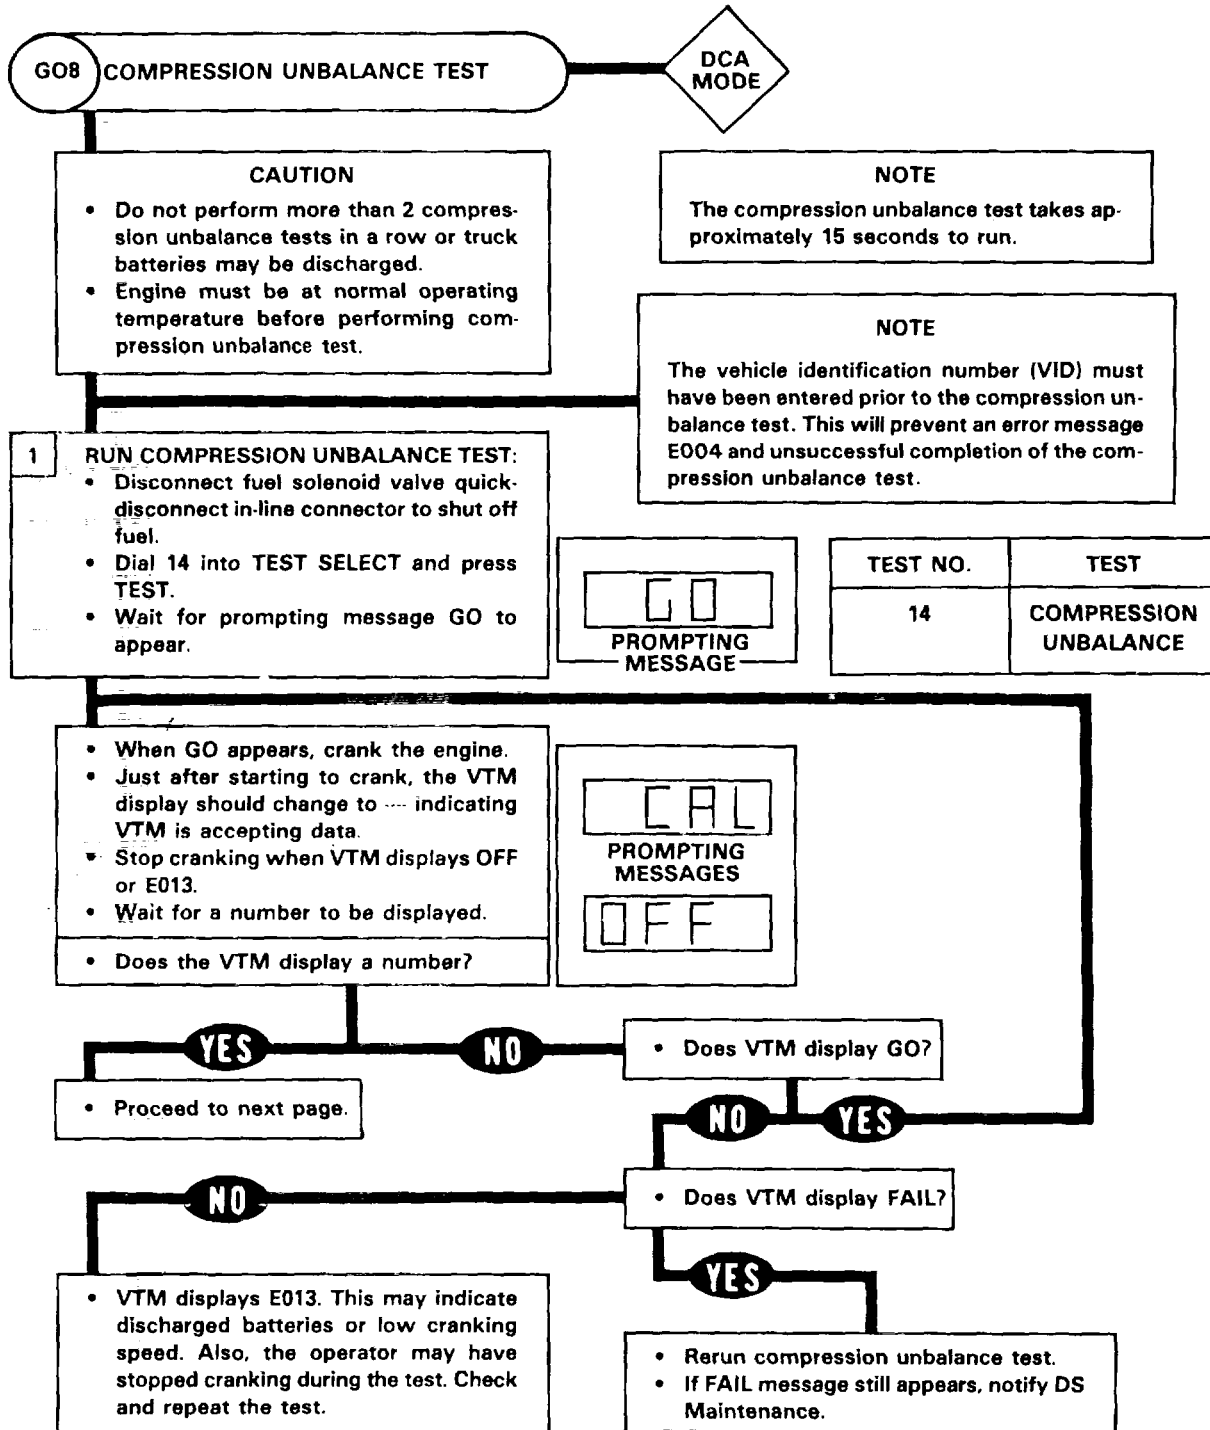 GO8 COMPRESSION UNBALANCE TEST
DCA
MODE
CAUTION
• Do not perform more than 2 compres-
sion unbalance tests in a row or truck
batteries may be discharged.
• Engine must be at normal operating
temperature before performing com-
pression unbalance test.
NOTE
The compression unbalance test takes ap-
proximately 15 seconds to run.
NOTE
The vehicle identification number (VID) must
have been entered prior to the compression un-
balance test. This will prevent an error message
E004 and unsuccessful completion of the com-
pression unbalance test.
1 RUN COMPRESSION UNBALANCE TEST:
• Disconnect fuel solenoid valve quick-
disconnect in-line connector to shut off
fuel.
• Dial 14 into TEST SELECT and press
TEST.
• Wait for prompting message GO to
appear.
GO
PROMPTING
MESSAGE
TEST NO. TEST
14 COMPRESSION
UNBALANCE
• When GO appears, crank the engine.
• Just after starting to crank, the VTM
display should change to ---- indicating
VTM is accepting data.
• Stop cranking when VTM displays OFF
or E013.
• Wait for a number to be displayed.
• Does the VTM display a number?
CAL
PROMPTING
MESSAGES
OFF
YES
NO
• Does VTM display GO?
• Proceed to next page.
NO
YES
NO
• Does VTM display FAIL?
YES
• VTM displays E013. This may indicate
discharged batteries or low cranking
speed. Also, the operator may have
stopped cranking during the test. Check
and repeat the test.
• Rerun compression unbalance test.
• If FAIL message still appears, notify DS
Maintenance.